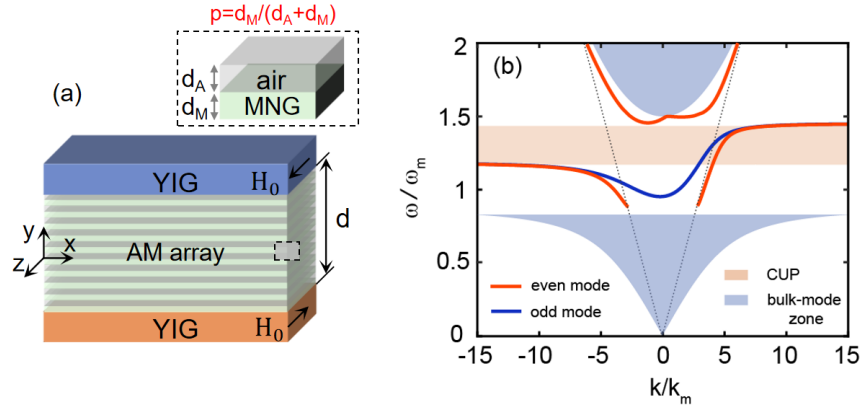 p=d_M/(d_A+d_M)
(a)
d_A
air
d_M
MNG
YIG
H_0
y
x
z
AM array
d
YIG
H_0
(b)
ω/ω_m
2
1.5
1
0.5
0
even mode
odd mode
CUP
bulk-mode
zone
-15
-10
-5
0
5
10
15
k/k_m